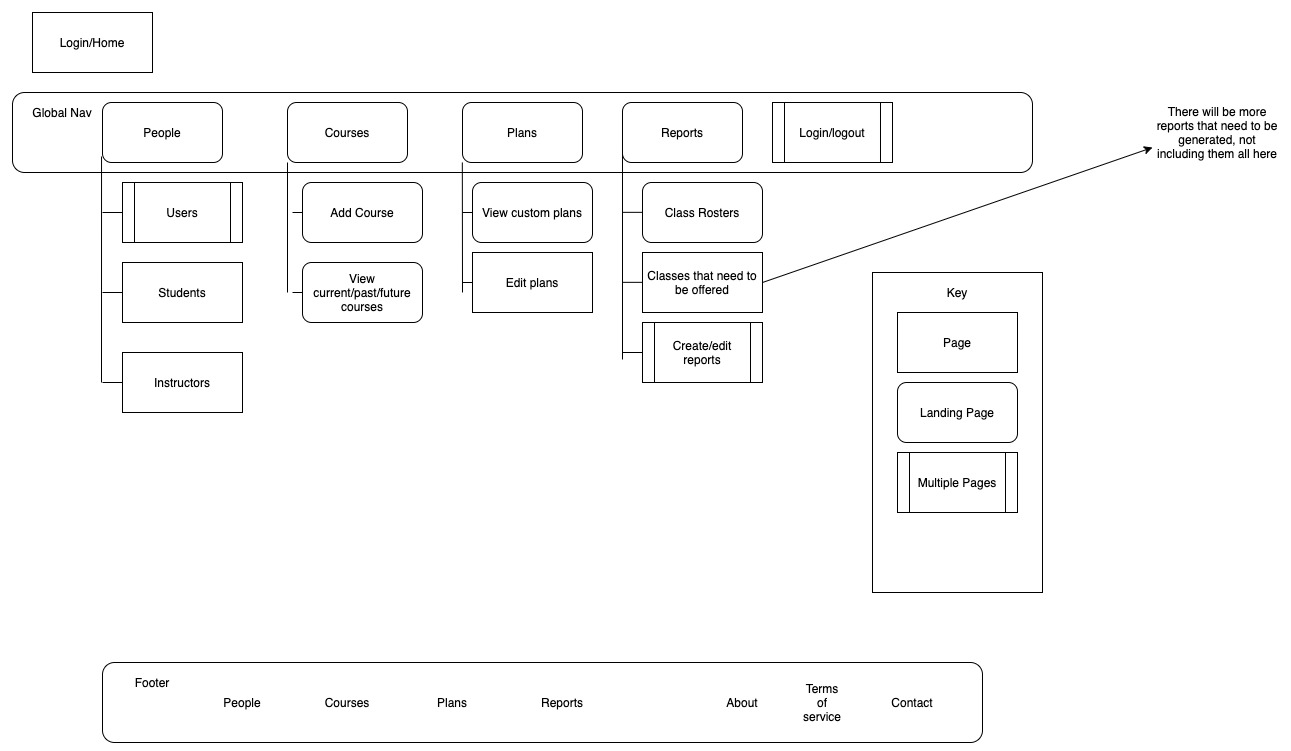 Login/Home
Global Nav
People
Courses
Plans
Reports
Login/logout
There will be more
reports that need to be
generated, not
including them all here
Users
Add Course
View custom plans
Class Rosters
Students
View
current/past/future
courses
Edit plans
Classes that need to
be offered
Instructors
Create/edit
reports
Key
Page
Landing Page
Multiple Pages
Footer
People
Courses
Plans
Reports
About
Terms
of
service
Contact